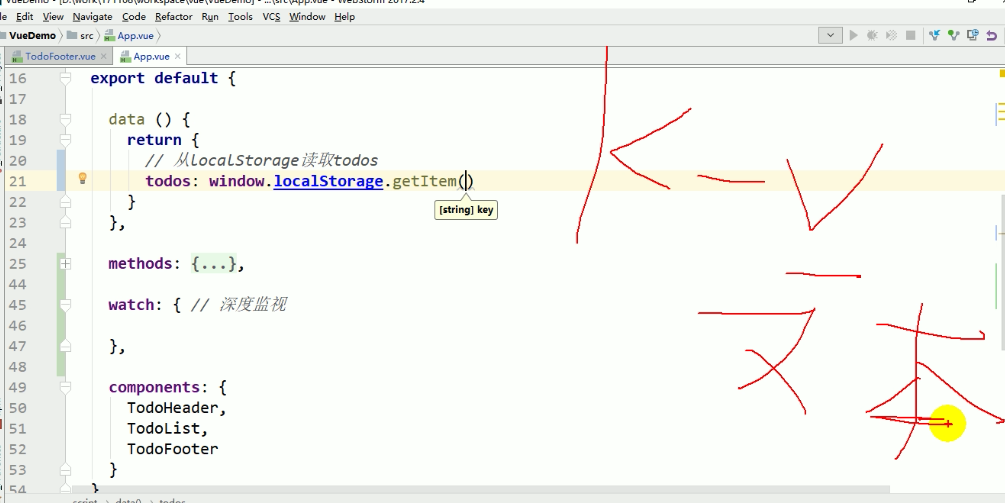 VueDemo] - [D:\work\171108\workspace\vue\VueDemo] - ...\src\App.vue - WebStorm 2017.2.4
Edit View Navigate Code Refactor Run Tools VCS Window Help
VueDemo src App.vue
TodoFooter.vue App.vue
16 export default {
17
18 data () {
19 return {
20 // 从localStorage读取todos
21 todos: window.localStorage.getItem()
[string] key
22 }
23 },
24
25 methods: {...},
44
45 watch: { // 深度监视
46
47 },
48
49 components: {
50 TodoHeader,
51 TodoList,
52 TodoFooter
53 }
54 }
script data() todos
K - V